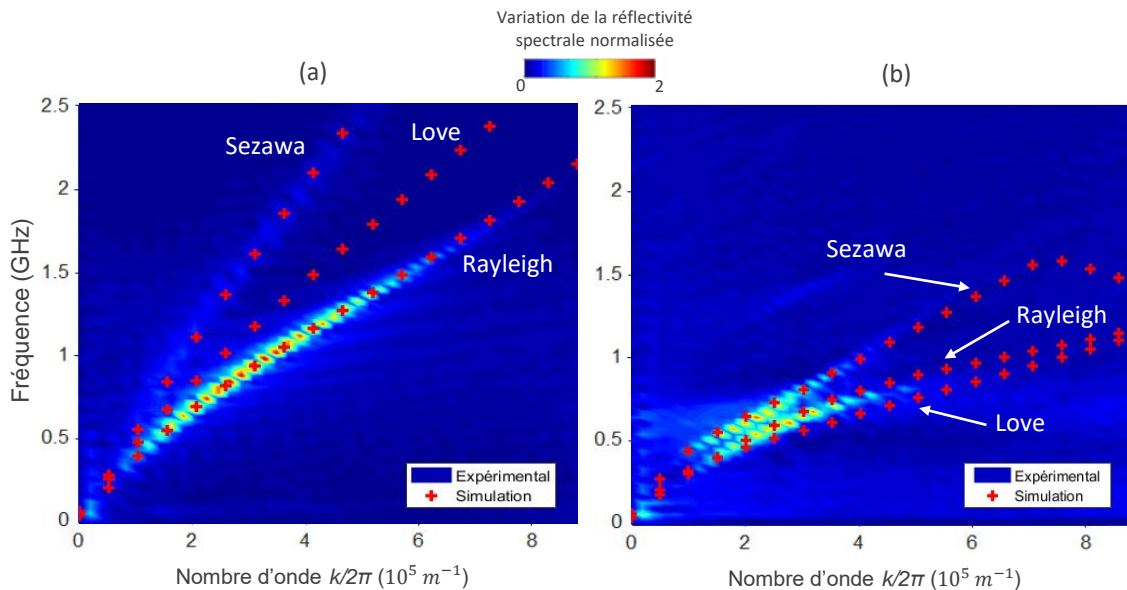 Variation de la réflectivité
spectrale normalisée
0 2
(a)
(b)
2.5
2
1.5
1
0.5
0
Fréquence (GHz)
Sezawa
Love
Rayleigh
Expérimental
Simulation
0 2 4 6 8
Nombre d'onde k/2π (10⁵ m⁻¹)
2.5
2
1.5
1
0.5
0
Sezawa
Rayleigh
Love
Expérimental
Simulation
0 2 4 6 8
Nombre d'onde k/2π (10⁵ m⁻¹)